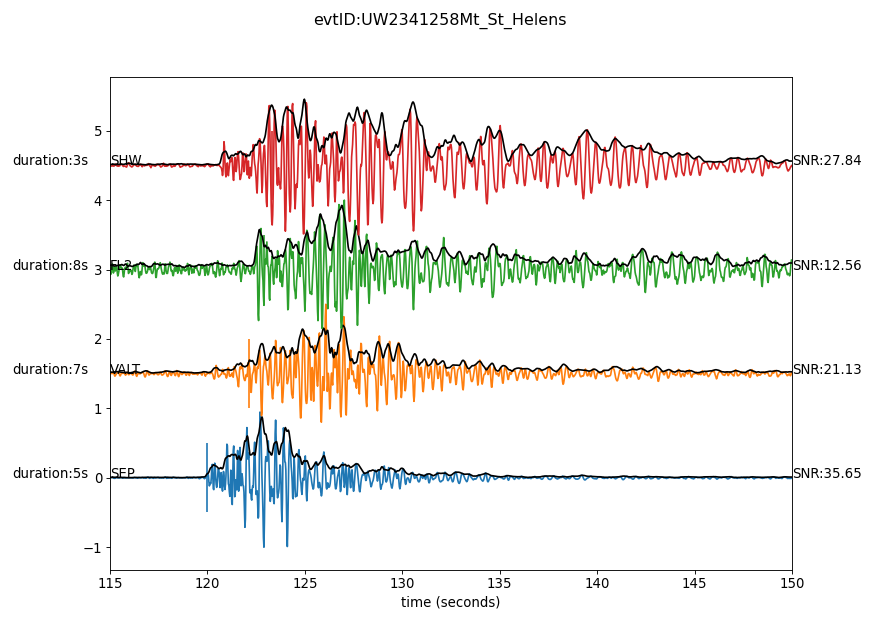 evtID:UW2341258Mt_St_Helens
5
duration:3s SHW SNR:27.84
4
duration:8s 3 FL2 SNR:12.56
2
duration:7s VALT SNR:21.13
1
duration:5s 0 SEP SNR:35.65
−1
115 120 125 130 135 140 145 150
time (seconds)